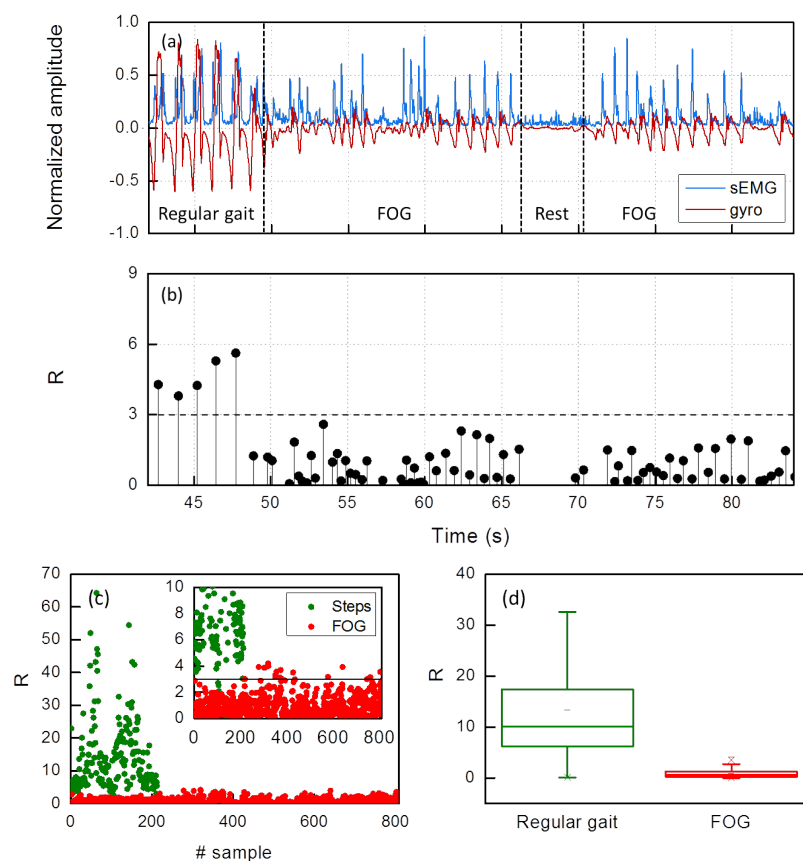 (a)
Normalized amplitude
1.0
0.5
0.0
-0.5
-1.0
Regular gait
FOG
Rest
FOG
sEMG
gyro
(b)
R
9
6
3
0
45 50 55 60 65 70 75 80
Time (s)
(c)
R
70
60
50
40
30
20
10
0
0 200 400 600 800
# sample
10
8
6
4
2
0
0 200 400 600 800
Steps
FOG
(d)
R
40
30
20
10
0
Regular gait FOG